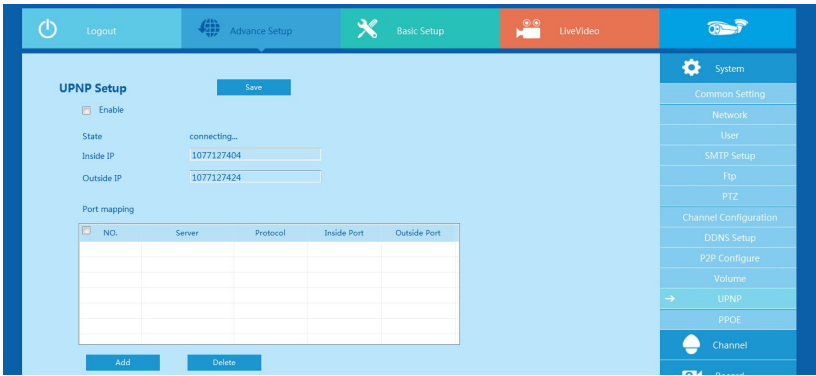 Logout
Advance Setup
Basic Setup
LiveVideo
UPNP Setup
Save
Enable
State connecting...
Inside IP 1077127404
Outside IP 1077127424
Port mapping
NO. Server Protocol Inside Port Outside Port
Add Delete
System
Common Setting
Network
User
SMTP Setup
Ftp
PTZ
Channel Configuration
DDNS Setup
P2P Configure
Volume
UPNP
PPOE
Channel